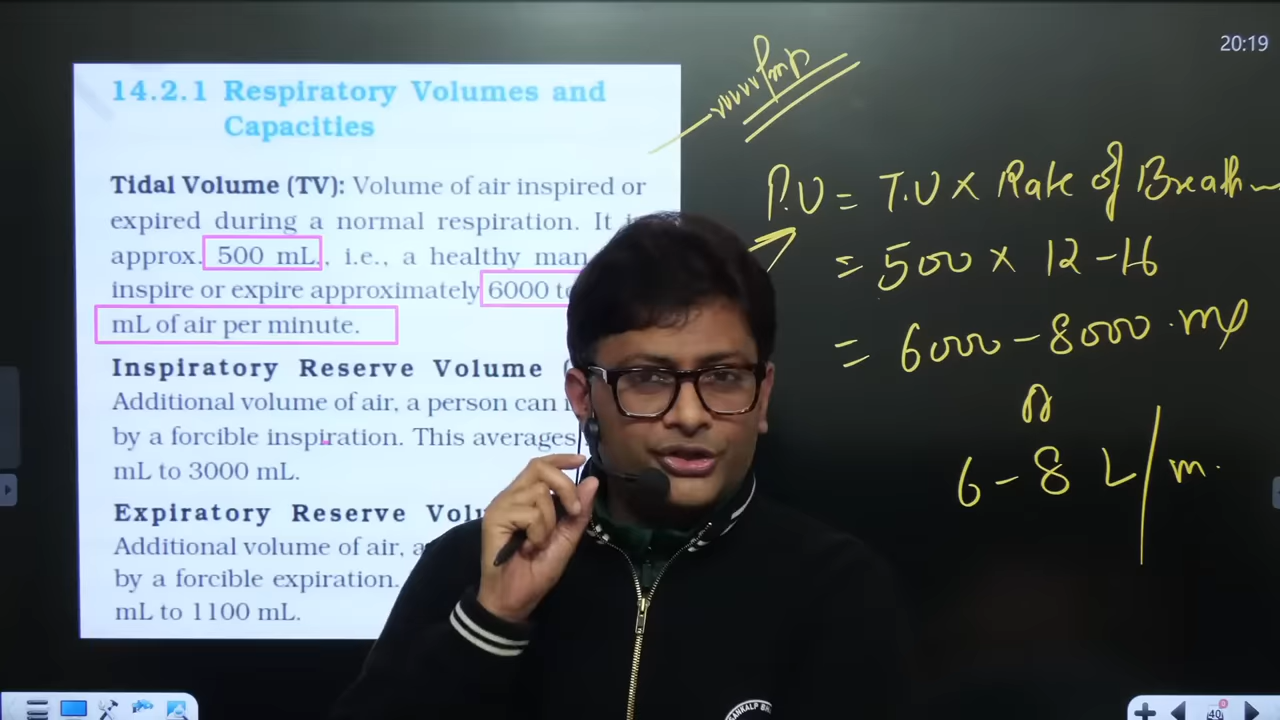 20:19
14.2.1 Respiratory Volumes and
Capacities
Tidal Volume (TV): Volume of air inspired or
expired during a normal respiration. It
approx. 500 mL., i.e., a healthy man
inspire or expire approximately 6000 to
mL of air per minute.
Inspiratory Reserve Volume (
Additional volume of air, a person can
by a forcible inspiration. This averages
mL to 3000 mL.
Expiratory Reserve
Additional volume of air,
by a forcible expiration.
mL to 1100 mL.
Imp
P.V = T.V × Rate of
= 500 × 12-16
= 6000-8000 ml
6-8 L/m.
40